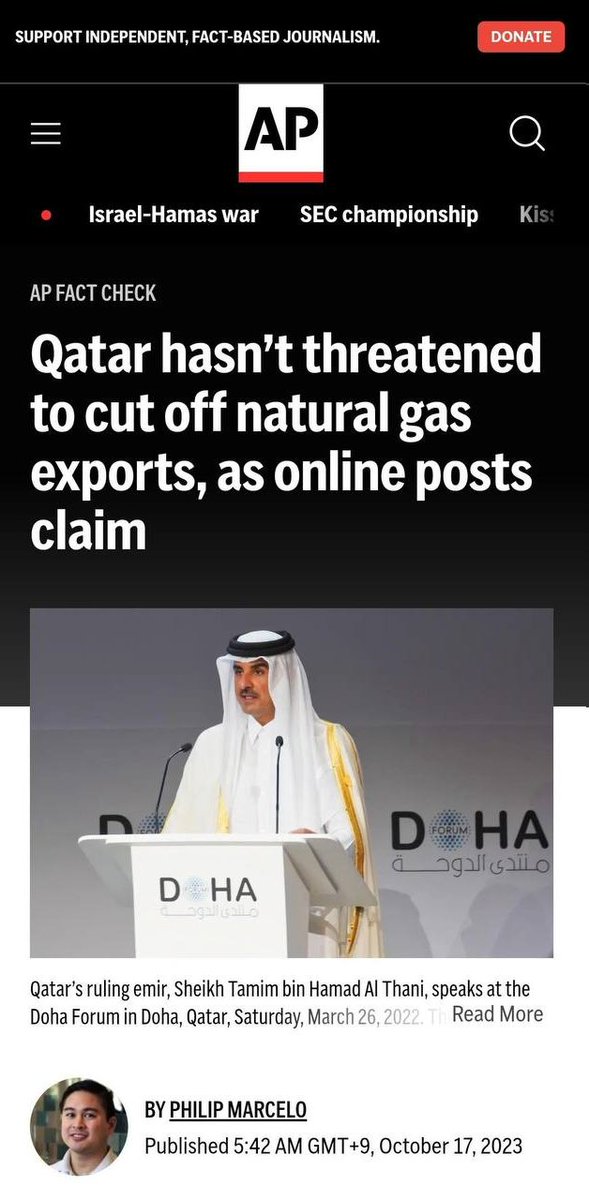 SUPPORT INDEPENDENT, FACT-BASED JOURNALISM.
DONATE
AP
Israel-Hamas war
SEC championship
Kiss
AP FACT CHECK
Qatar hasn’t threatened
to cut off natural gas
exports, as online posts
claim
DOHA
FORUM
منتدى الدوحة
DOHA
FORUM
منتدى الدوحة
Qatar’s ruling emir, Sheikh Tamim bin Hamad Al Thani, speaks at the
Doha Forum in Doha, Qatar, Saturday, March 26, 2022. Th
Read More
BY PHILIP MARCELO
Published 5:42 AM GMT+9, October 17, 2023